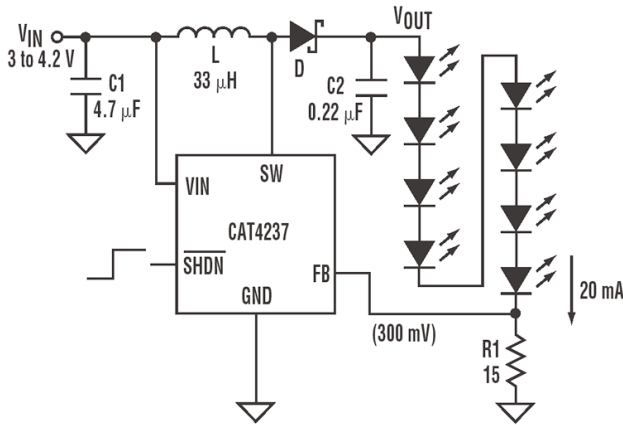 VIN
3 to 4.2 V
C1
4.7 μF
L
33 μH
D
VOUT
C2
0.22 μF
VIN
SW
CAT4237
SHDN
FB
GND
(300 mV)
20 mA
R1
15